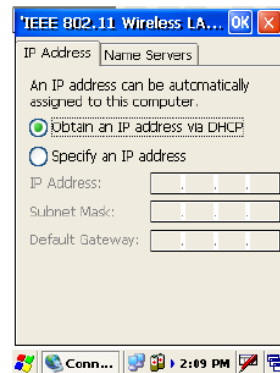 'IEEE 802.11 Wireless LA... OK X
IP Address Name Servers
An IP address can be automatically
assigned to this computer.
Obtain an IP address via DHCP
Specify an IP address
IP Address: . . .
Subnet Mask: . . .
Default Gateway: . . .
Conn... 2:09 PM